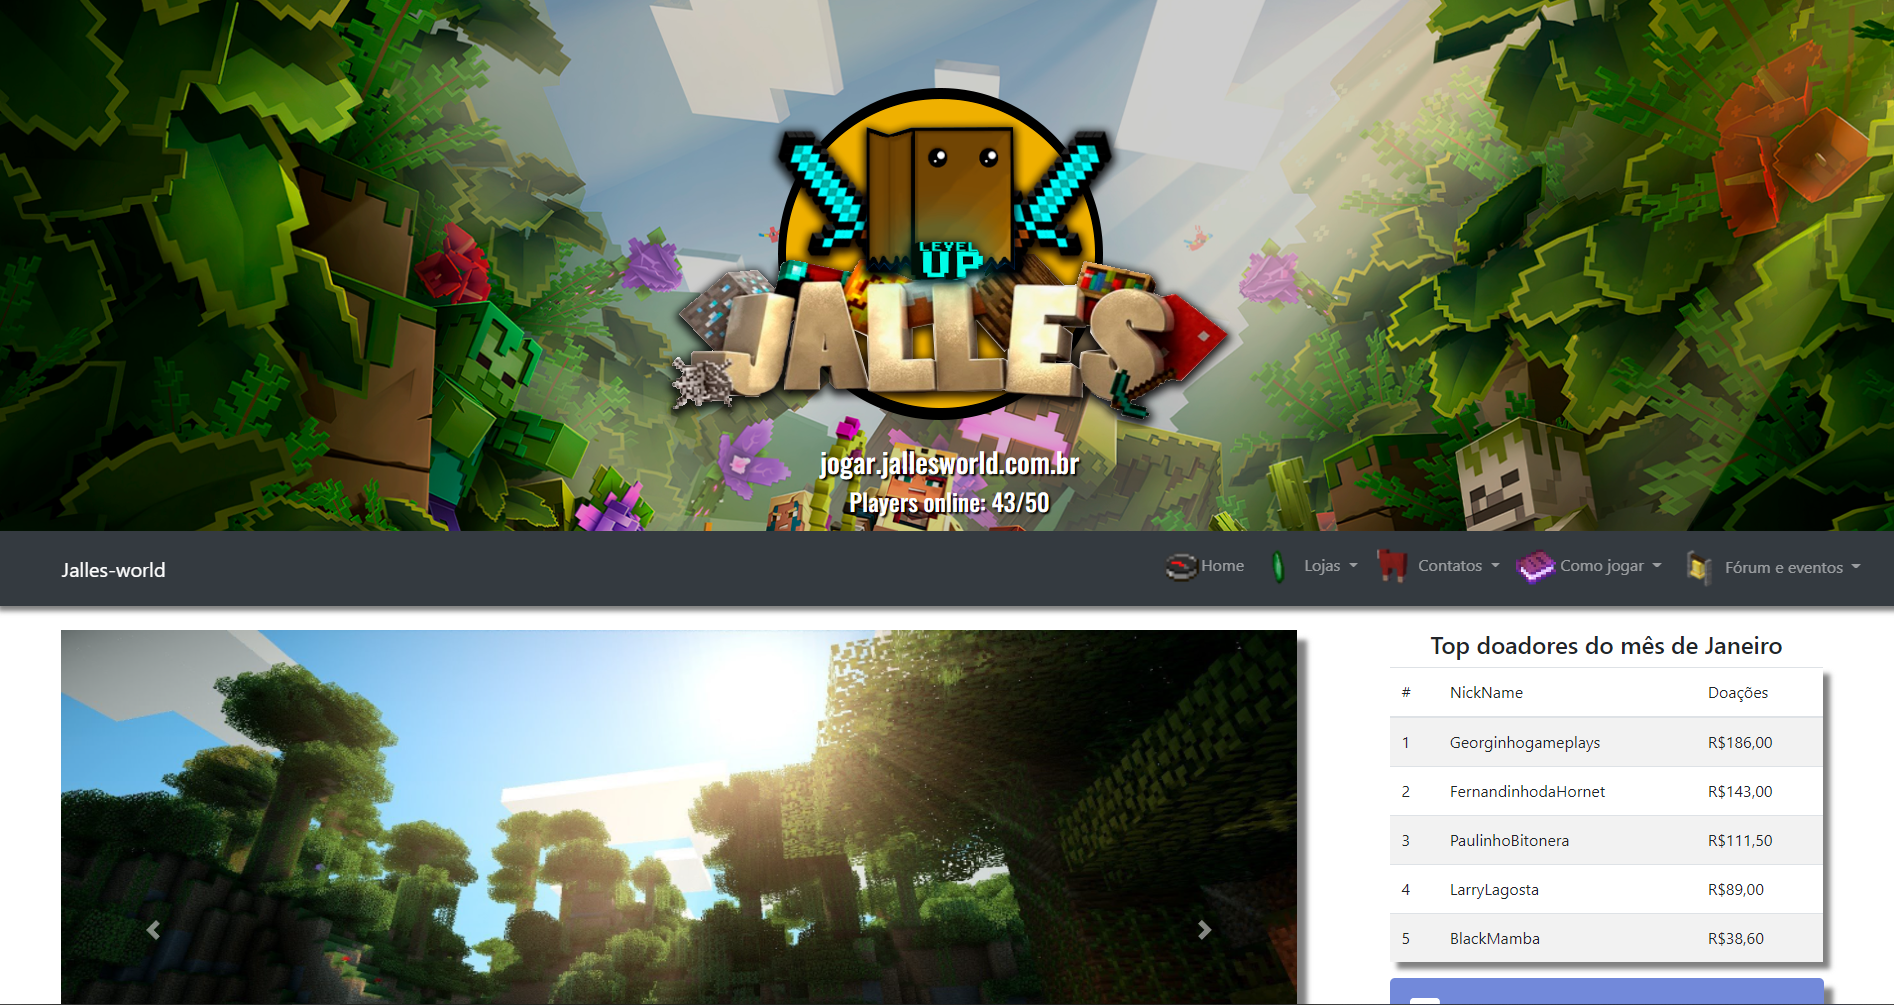 LEVEL
UP
JALLES
jogar.jallesworld.com.br
Players online: 43/50
Jalles-world
Home
Lojas
Contatos
Como jogar
Fórum e eventos
Top doadores do mês de Janeiro
# NickName Doações
1 Georginhogameplays R$186,00
2 FernandinhodaHornet R$143,00
3 PaulinhoBitonera R$111,50
4 LarryLagosta R$89,00
5 BlackMamba R$38,60